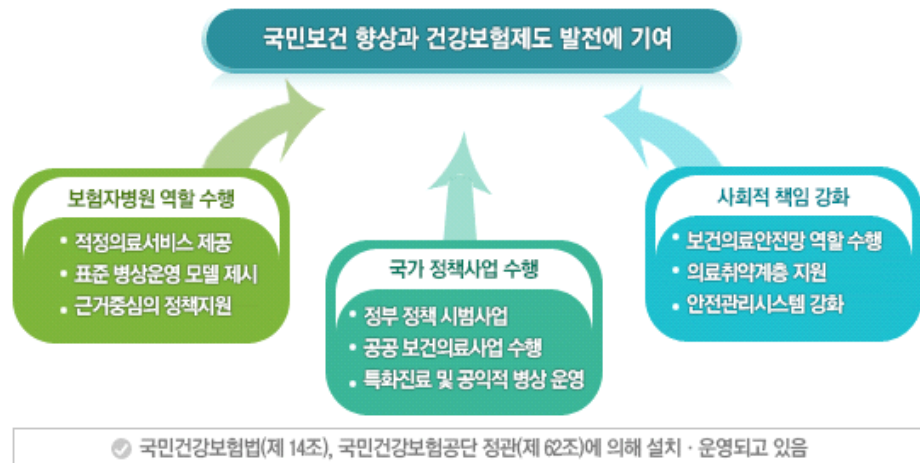 국민보건 향상과 건강보험제도 발전에 기여
보험자병원 역할 수행
• 적정의료서비스 제공
• 표준 병상운영 모델 제시
• 근거중심의 정책지원
국가 정책사업 수행
• 정부 정책 시범사업
• 공공 보건의료사업 수행
• 특화진료 및 공익적 병상 운영
사회적 책임 강화
• 보건의료안전망 역할 수행
• 의료취약계층 지원
• 안전관리시스템 강화
국민건강보험법(제 14조), 국민건강보험공단 정관(제 62조)에 의해 설치 · 운영되고 있음